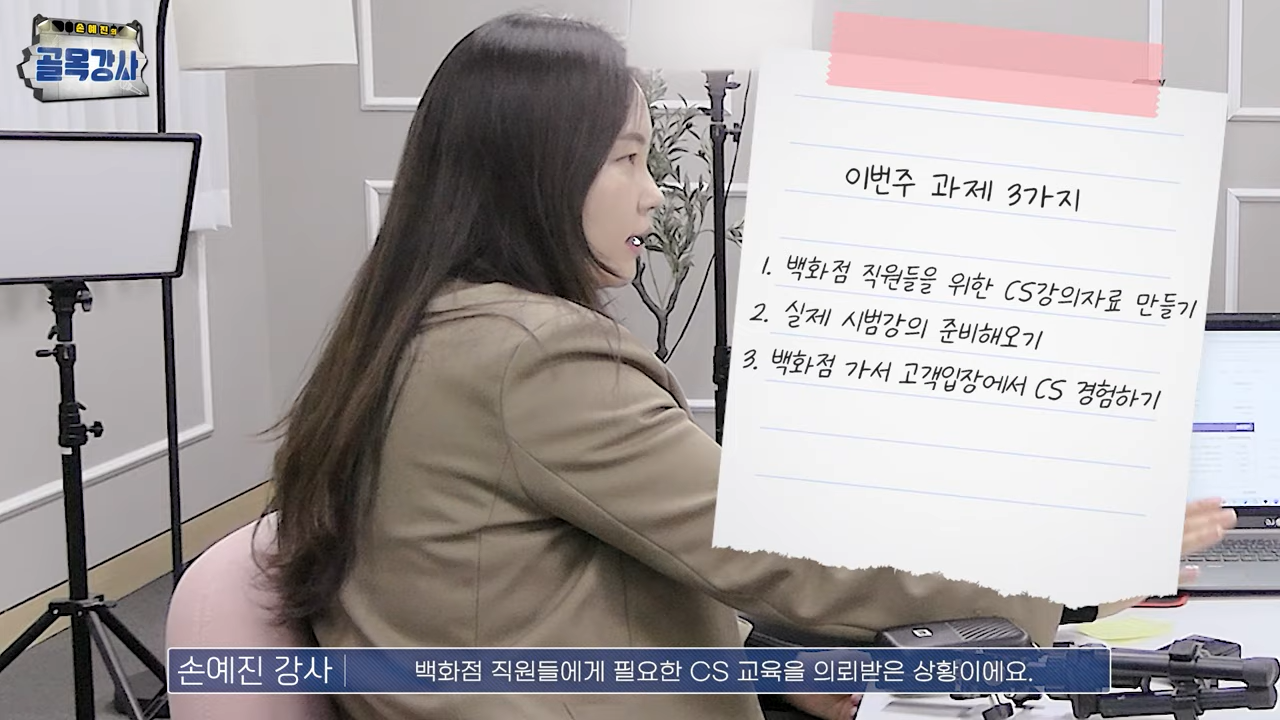 손예진의
골목강사
이번주 과제 3가지
1. 백화점 직원들을 위한 CS강의자료 만들기
2. 실제 시범강의 준비해오기
3. 백화점 가서 고객입장에서 CS 경험하기
손예진 강사
백화점 직원들에게 필요한 CS 교육을 의뢰받은 상황이에요.